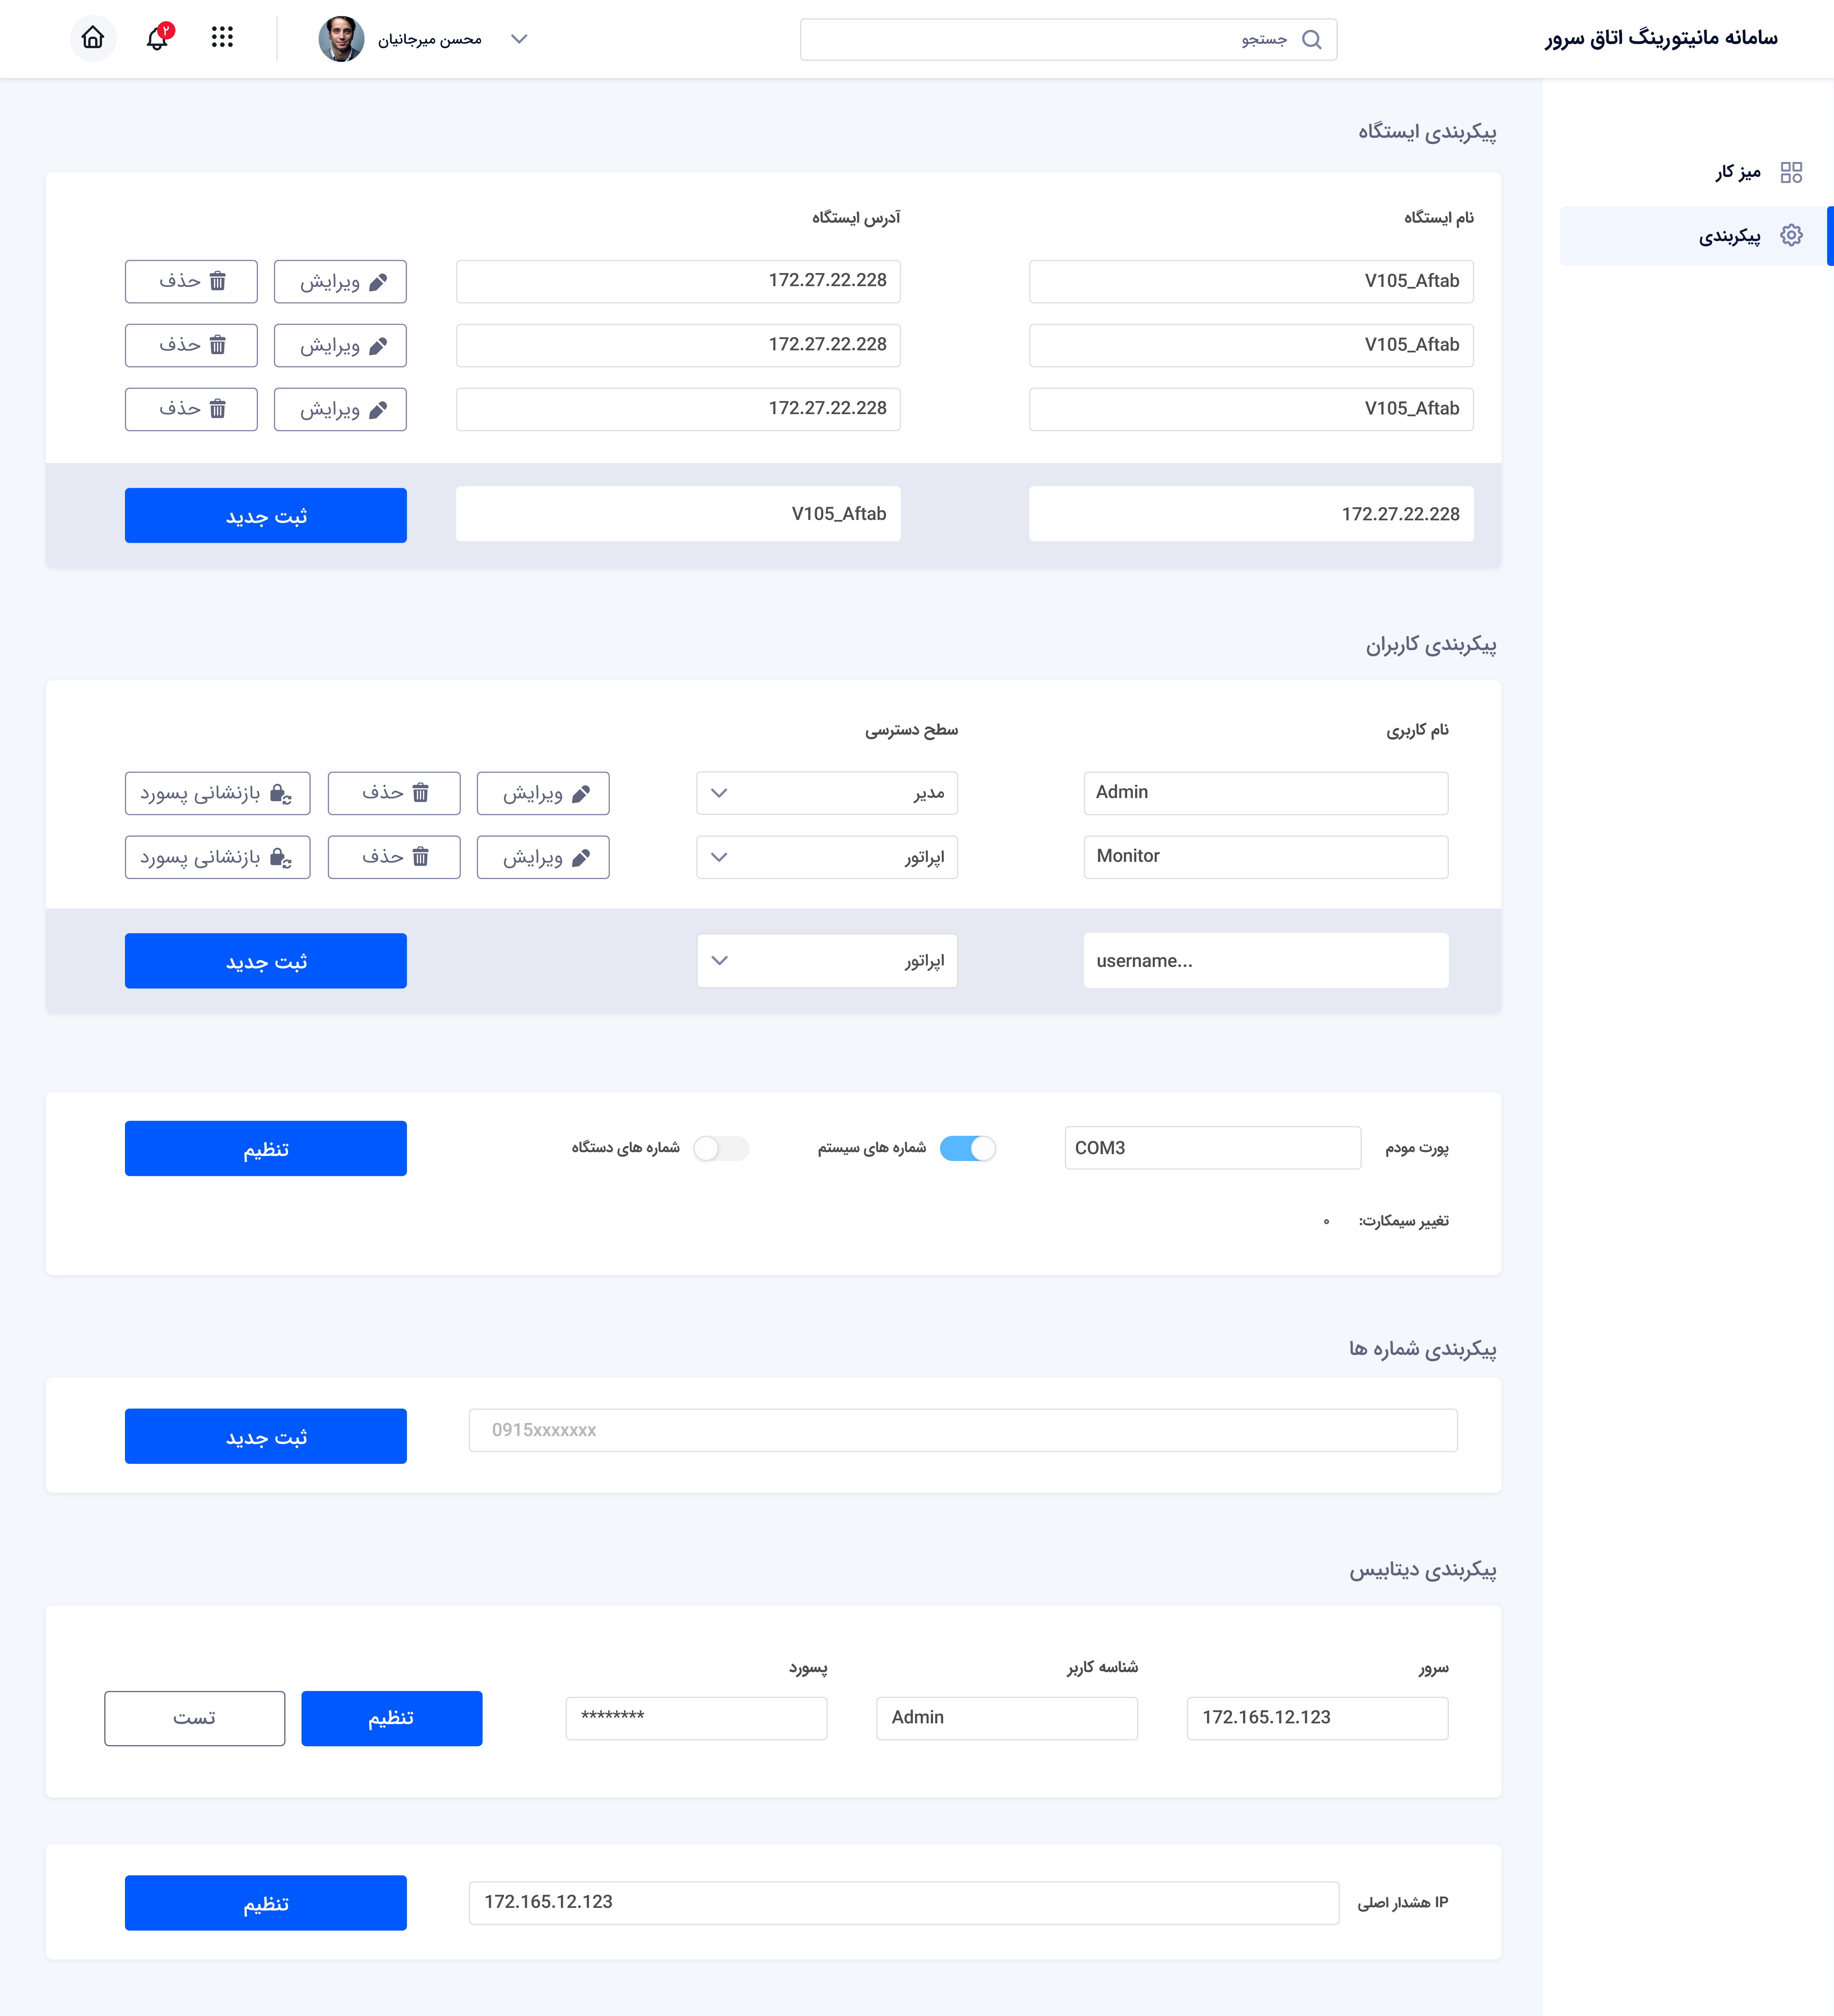 سامانه مانیتورینگ اتاق سرور
جستجو
محسن میرجانیان
۲
میز کار
پیکربندی
پیکربندی ایستگاه
نام ایستگاه آدرس ایستگاه
V105_Aftab 172.27.22.228 ویرایش حذف
V105_Aftab 172.27.22.228 ویرایش حذف
V105_Aftab 172.27.22.228 ویرایش حذف
172.27.22.228 V105_Aftab ثبت جدید
پیکربندی کاربران
نام کاربری سطح دسترسی
Admin مدیر ویرایش حذف بازنشانی پسورد
Monitor اپراتور ویرایش حذف بازنشانی پسورد
username... اپراتور ثبت جدید
پورت مودم COM3 شماره های سیستم شماره های دستگاه تنظیم
تغییر سیمکارت: ۰
پیکربندی شماره ها
0915xxxxxxx ثبت جدید
پیکربندی دیتابیس
سرور شناسه کاربر پسورد
172.165.12.123 Admin ******** تنظیم تست
IP هشدار اصلی 172.165.12.123 تنظیم